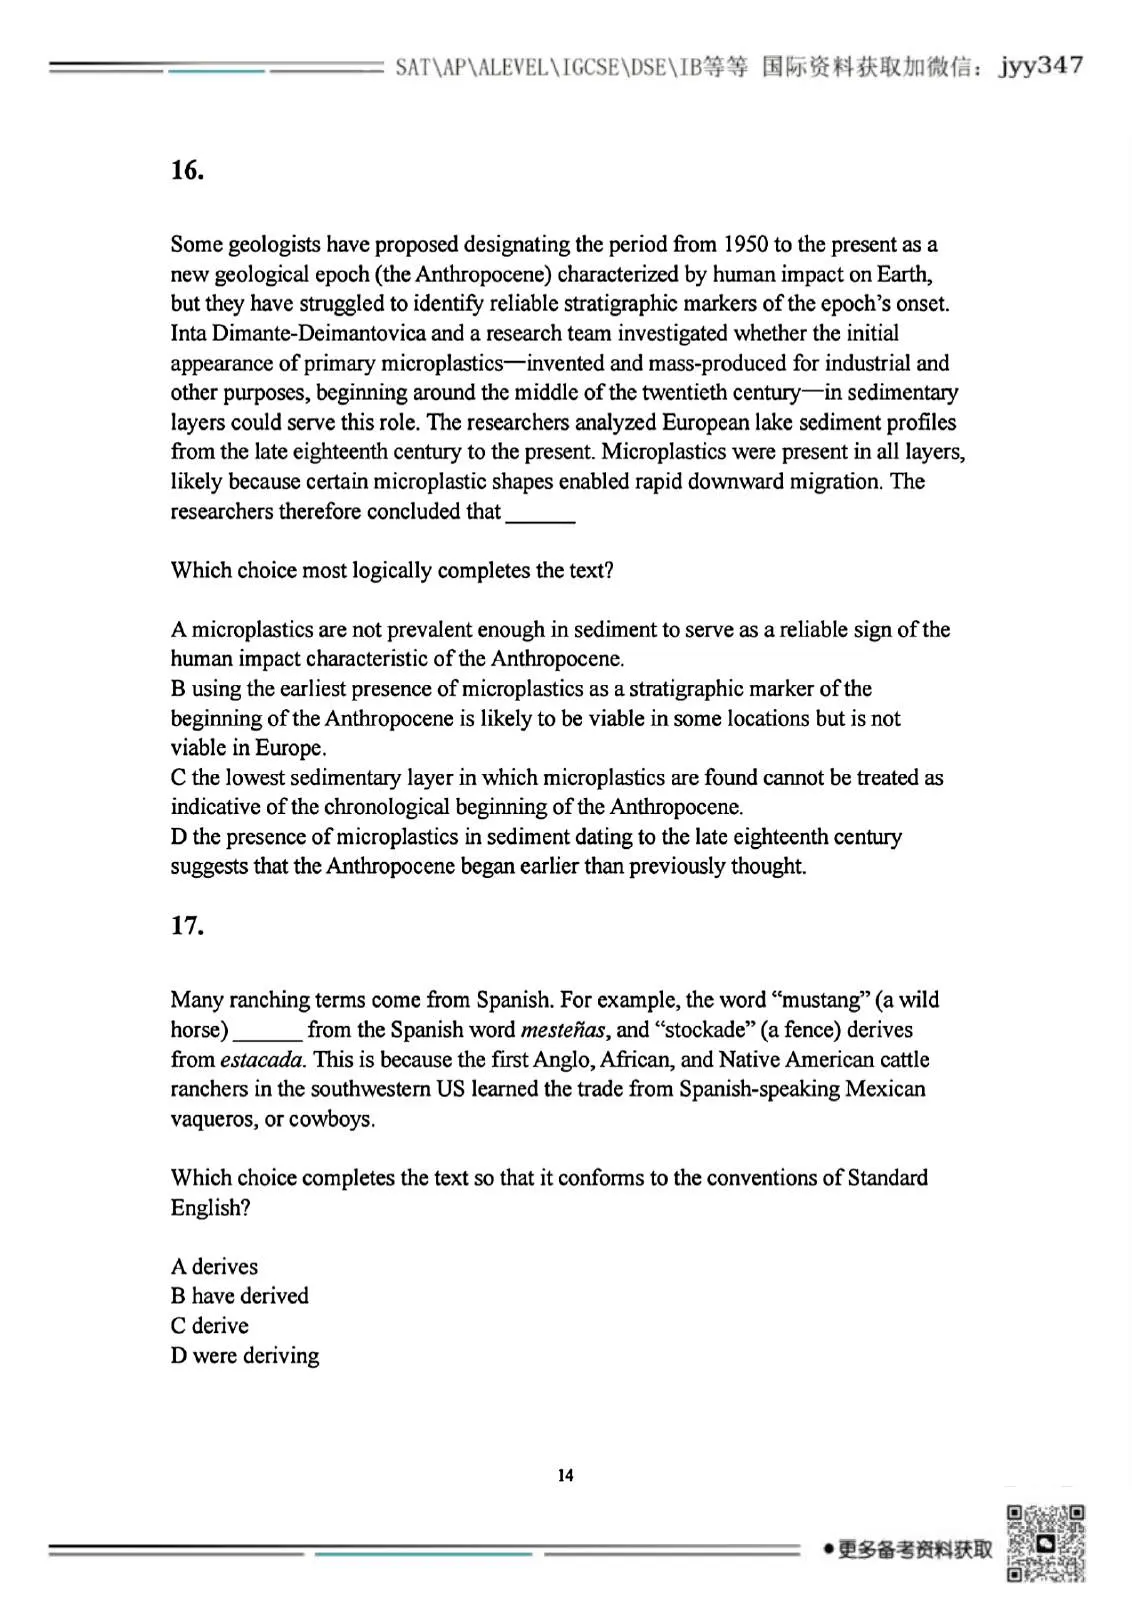 SAT\AP\ALEVEL\IGCSE\DSE\IB等等 国际资料获取加微信：jyy347
16.
Some geologists have proposed designating the period from 1950 to the present as a
new geological epoch (the Anthropocene) characterized by human impact on Earth,
but they have struggled to identify reliable stratigraphic markers of the epoch’s onset.
Inta Dimante-Deimantovica and a research team investigated whether the initial
appearance of primary microplastics—invented and mass-produced for industrial and
other purposes, beginning around the middle of the twentieth century—in sedimentary
layers could serve this role. The researchers analyzed European lake sediment profiles
from the late eighteenth century to the present. Microplastics were present in all layers,
likely because certain microplastic shapes enabled rapid downward migration. The
researchers therefore concluded that ______
Which choice most logically completes the text?
A microplastics are not prevalent enough in sediment to serve as a reliable sign of the
human impact characteristic of the Anthropocene.
B using the earliest presence of microplastics as a stratigraphic marker of the
beginning of the Anthropocene is likely to be viable in some locations but is not
viable in Europe.
C the lowest sedimentary layer in which microplastics are found cannot be treated as
indicative of the chronological beginning of the Anthropocene.
D the presence of microplastics in sediment dating to the late eighteenth century
suggests that the Anthropocene began earlier than previously thought.
17.
Many ranching terms come from Spanish. For example, the word “mustang” (a wild
horse) ______ from the Spanish word mesteñas, and “stockade” (a fence) derives
from estacada. This is because the first Anglo, African, and Native American cattle
ranchers in the southwestern US learned the trade from Spanish-speaking Mexican
vaqueros, or cowboys.
Which choice completes the text so that it conforms to the conventions of Standard
English?
A derives
B have derived
C derive
D were deriving
14
●更多备考资料获取